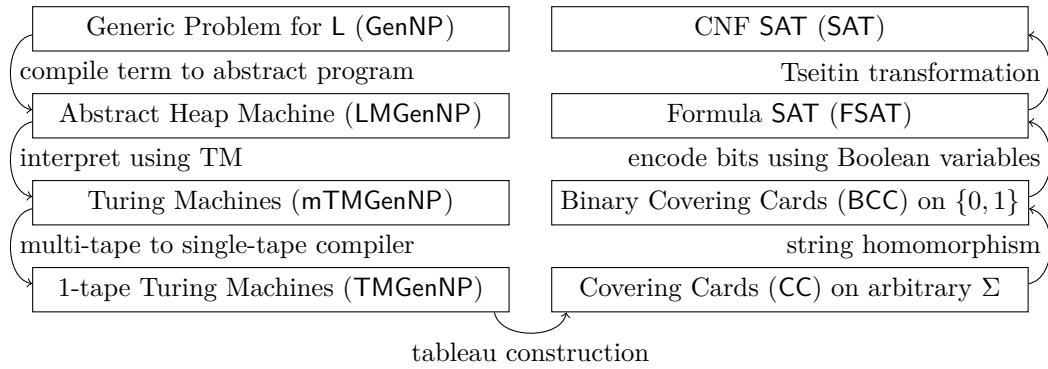 Generic Problem for L (GenNP)
compile term to abstract program
Abstract Heap Machine (LMGenNP)
interpret using TM
Turing Machines (mTMGenNP)
multi-tape to single-tape compiler
1-tape Turing Machines (TMGenNP)
tableau construction
CNF SAT (SAT)
Tseitin transformation
Formula SAT (FSAT)
encode bits using Boolean variables
Binary Covering Cards (BCC) on {0, 1}
string homomorphism
Covering Cards (CC) on arbitrary Σ